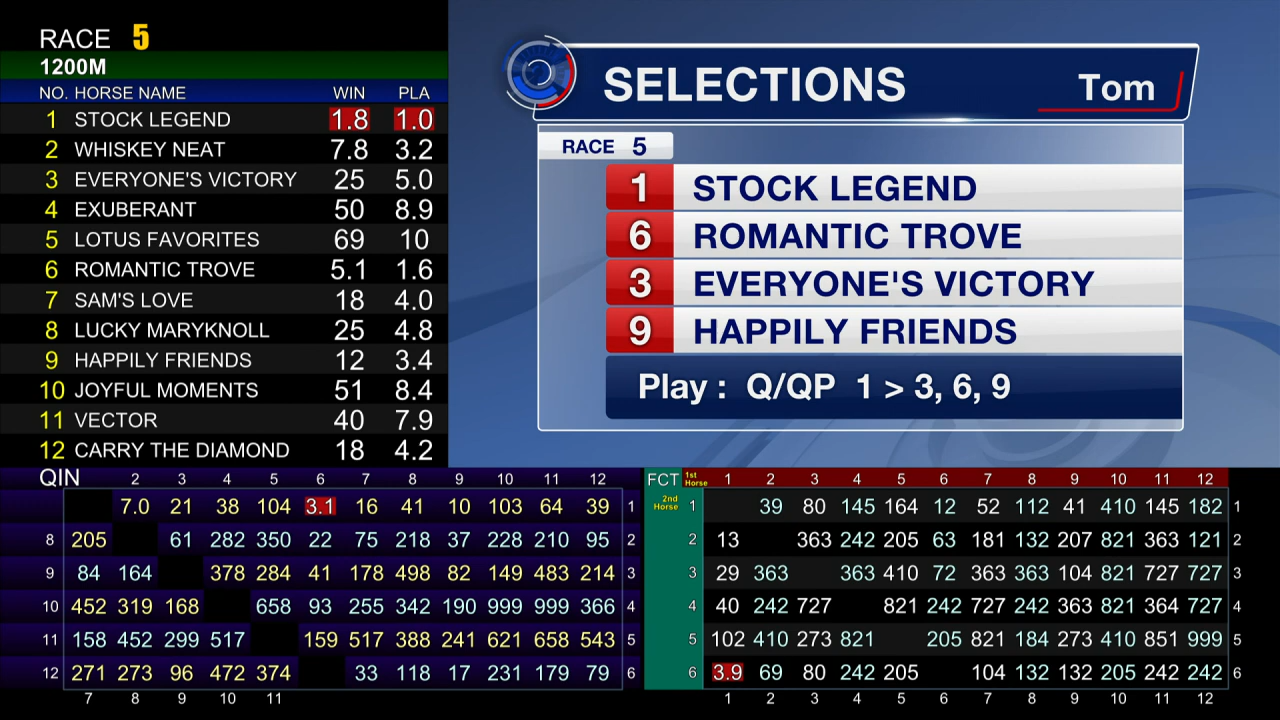 RACE 5
1200M
NO. HORSE NAME WIN PLA
1 STOCK LEGEND 1.8 1.0
2 WHISKEY NEAT 7.8 3.2
3 EVERYONE'S VICTORY 25 5.0
4 EXUBERANT 50 8.9
5 LOTUS FAVORITES 69 10
6 ROMANTIC TROVE 5.1 1.6
7 SAM'S LOVE 18 4.0
8 LUCKY MARYKNOLL 25 4.8
9 HAPPILY FRIENDS 12 3.4
10 JOYFUL MOMENTS 51 8.4
11 VECTOR 40 7.9
12 CARRY THE DIAMOND 18 4.2
SELECTIONS Tom
RACE 5
1 STOCK LEGEND
6 ROMANTIC TROVE
3 EVERYONE'S VICTORY
9 HAPPILY FRIENDS
Play : Q/QP 1 > 3, 6, 9
QIN 2 3 4 5 6 7 8 9 10 11 12
7.0 21 38 104 3.1 16 41 10 103 64 39 1
8 205 61 282 350 22 75 218 37 228 210 95 2
9 84 164 378 284 41 178 498 82 149 483 214 3
10 452 319 168 658 93 255 342 190 999 999 366 4
11 158 452 299 517 159 517 388 241 621 658 543 5
12 271 273 96 472 374 33 118 17 231 179 79 6
7 8 9 10 11
FCT 1st Horse 1 2 3 4 5 6 7 8 9 10 11 12
2nd Horse 1 39 80 145 164 12 52 112 41 410 145 182 1
2 13 363 242 205 63 181 132 207 821 363 121 2
3 29 363 363 410 72 363 363 104 821 727 727 3
4 40 242 727 821 242 727 242 363 821 364 727 4
5 102 410 273 821 205 821 184 273 410 851 999 5
6 3.9 69 80 242 205 104 132 132 205 242 242 6
1 2 3 4 5 6 7 8 9 10 11 12